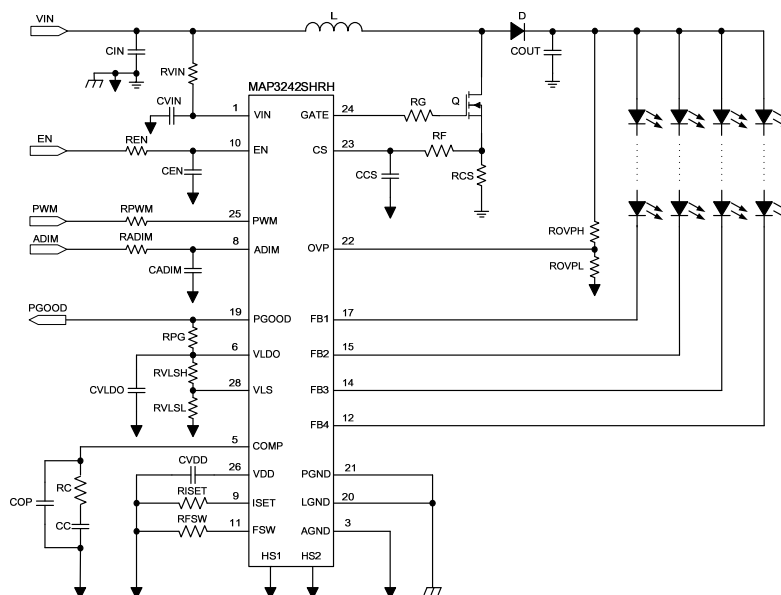 VIN
L
D
CIN
COUT
RVIN
MAP3242SHRH
CVIN
1
VIN
GATE
24
RG
Q
EN
REN
10
EN
CS
23
RF
CEN
CCS
RCS
PWM
RPWM
25
PWM
ADIM
RADIM
8
ADIM
OVP
22
ROVPH
ROVPL
CADIM
PGOOD
19
PGOOD
FB1
17
RPG
6
VLDO
FB2
15
CVLDO
RVLSH
28
VLS
FB3
14
RVLSL
FB4
12
5
COMP
CVDD
26
VDD
PGND
21
COP
RC
RISET
9
ISET
LGND
20
CC
RFSW
11
FSW
AGND
3
HS1
HS2